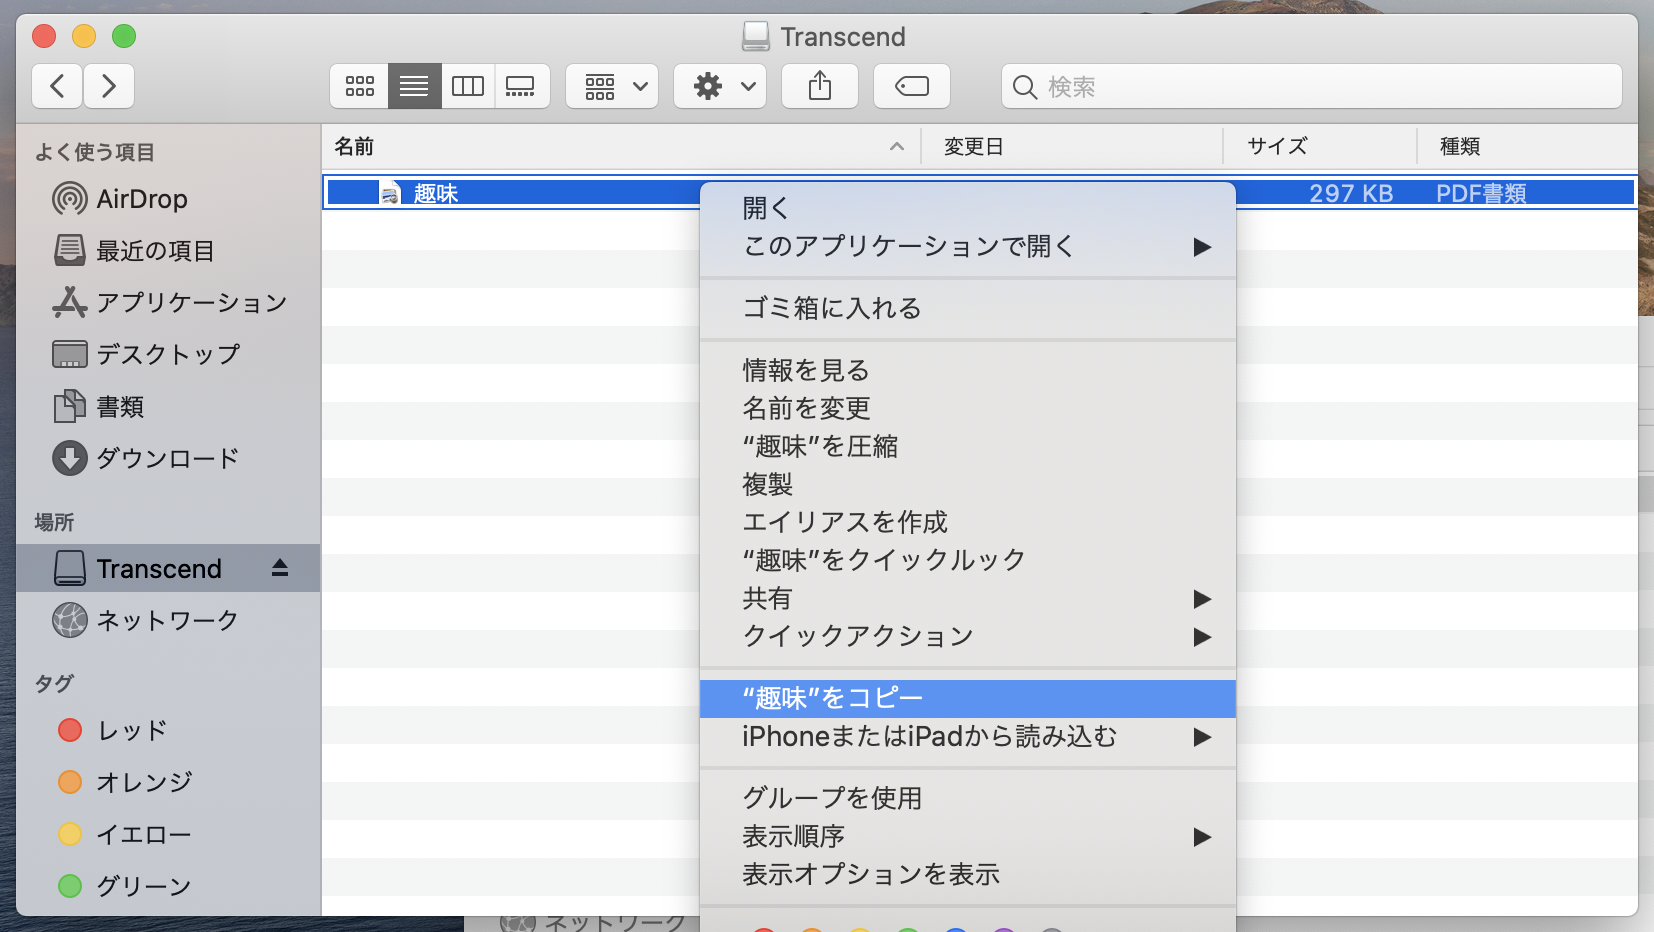 Transcend
検索
よく使う項目
AirDrop
最近の項目
アプリケーション
デスクトップ
書類
ダウンロード
場所
Transcend
ネットワーク
タグ
レッド
オレンジ
イエロー
グリーン
名前 変更日 サイズ 種類
趣味 297 KB PDF書類
開く
このアプリケーションで開く
ゴミ箱に入れる
情報を見る
名前を変更
“趣味”を圧縮
複製
エイリアスを作成
“趣味”をクイックルック
共有
クイックアクション
“趣味”をコピー
iPhoneまたはiPadから読み込む
グループを使用
表示順序
表示オプションを表示
ネットワーク